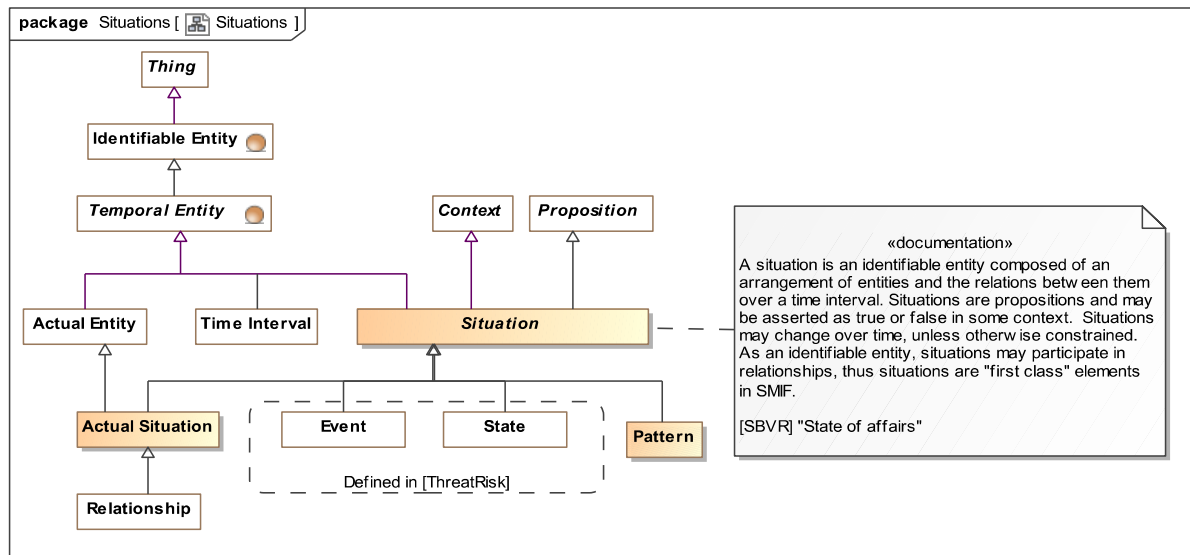 package Situations [ Situations ]
Thing
Identifiable Entity
Temporal Entity
Context
Proposition
Actual Entity
Time Interval
Situation
Actual Situation
Event
State
Pattern
Defined in [ThreatRisk]
Relationship
«documentation»
A situation is an identifiable entity composed of an
arrangement of entities and the relations between them
over a time interval. Situations are propositions and may
be asserted as true or false in some context.  Situations
may change over time, unless otherwise constrained.
As an identifiable entity, situations may participate in
relationships, thus situations are "first class" elements
in SMIF.
[SBVR] "State of affairs"